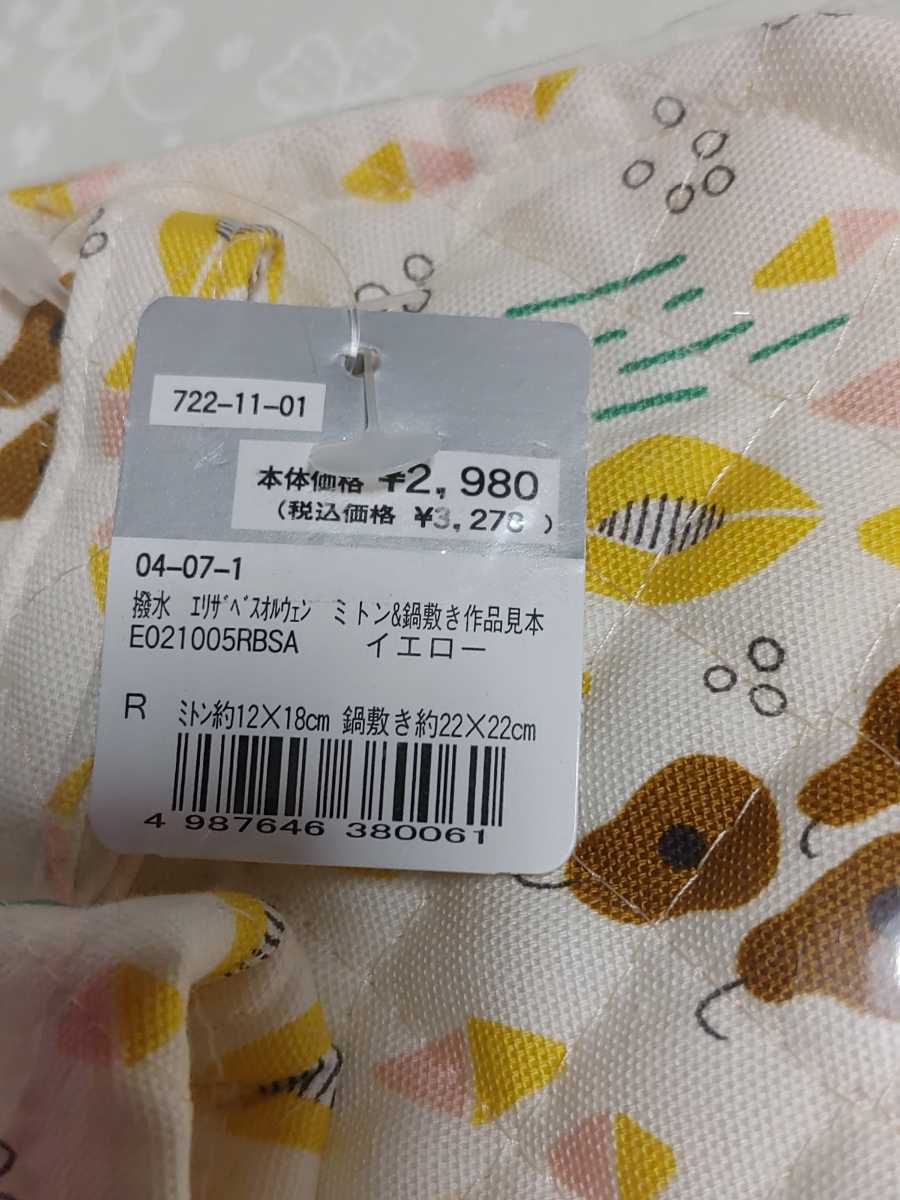 722-11-01
本体価格 ¥2,980
(税込価格 ¥3,278 )
04-07-1
撥水 ｴﾘｻﾞﾍﾞｽｵﾙｳｪﾝ ミトン&鍋敷き作品見本
E021005RBSA イエロー
R ﾐﾄﾝ約12×18cm 鍋敷き約22×22cm
4 987646 380061